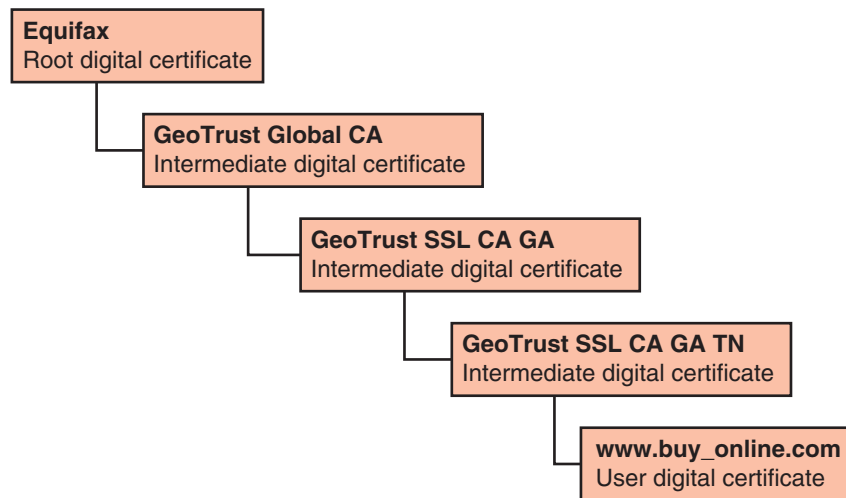 Equifax
Root digital certificate
GeoTrust Global CA
Intermediate digital certificate
GeoTrust SSL CA GA
Intermediate digital certificate
GeoTrust SSL CA GA TN
Intermediate digital certificate
www.buy_online.com
User digital certificate